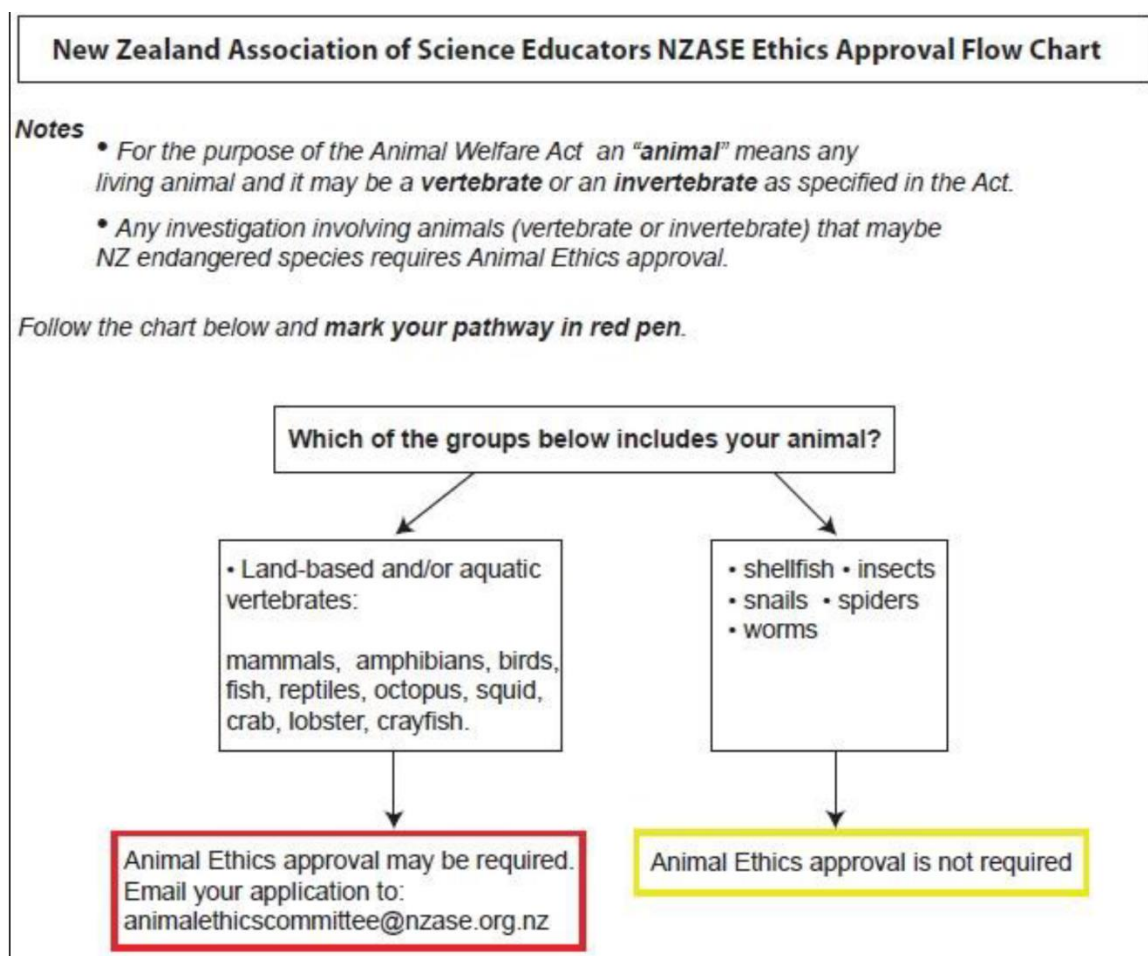 New Zealand Association of Science Educators NZASE Ethics Approval Flow Chart
Notes
• For the purpose of the Animal Welfare Act an “animal” means any
living animal and it may be a vertebrate or an invertebrate as specified in the Act.
• Any investigation involving animals (vertebrate or invertebrate) that maybe
NZ endangered species requires Animal Ethics approval.
Follow the chart below and mark your pathway in red pen.
Which of the groups below includes your animal?
• Land-based and/or aquatic
vertebrates:
mammals, amphibians, birds,
fish, reptiles, octopus, squid,
crab, lobster, crayfish.
• shellfish • insects
• snails • spiders
• worms
Animal Ethics approval may be required.
Email your application to:
animalethicscommittee@nzase.org.nz
Animal Ethics approval is not required